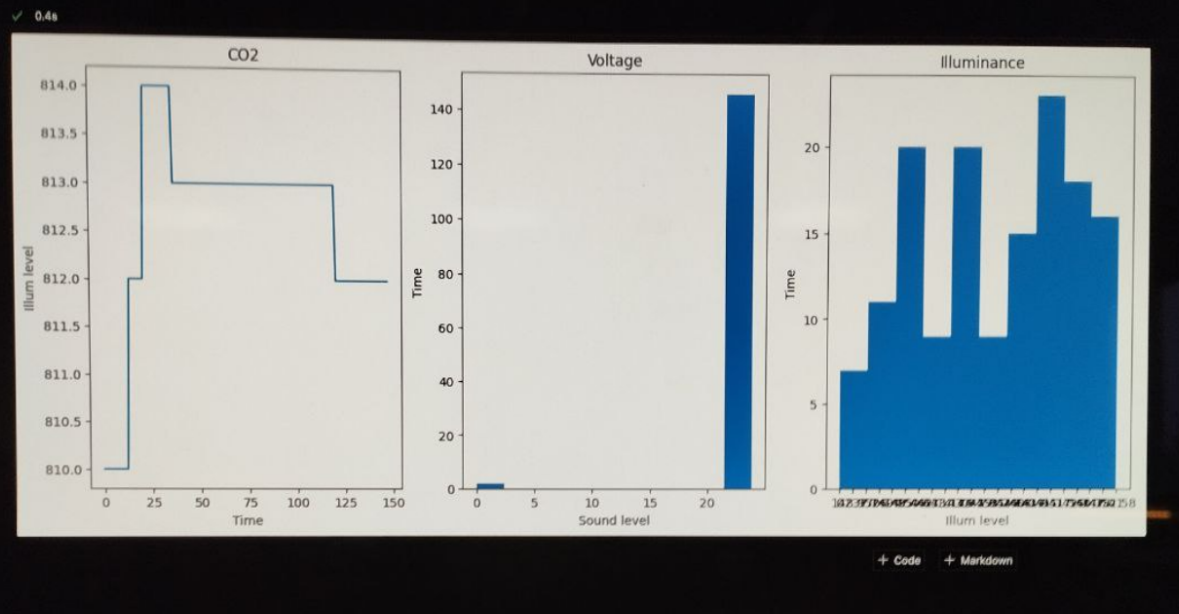 0.4s
CO2
Illum level
814.0
813.5
813.0
812.5
812.0
811.5
811.0
810.5
810.0
0 25 50 75 100 125 150
Time
Voltage
Time
140
120
100
80
60
40
20
0
0 5 10 15 20
Sound level
Illuminance
Time
20
15
10
5
0
Illum level
+ Code + Markdown